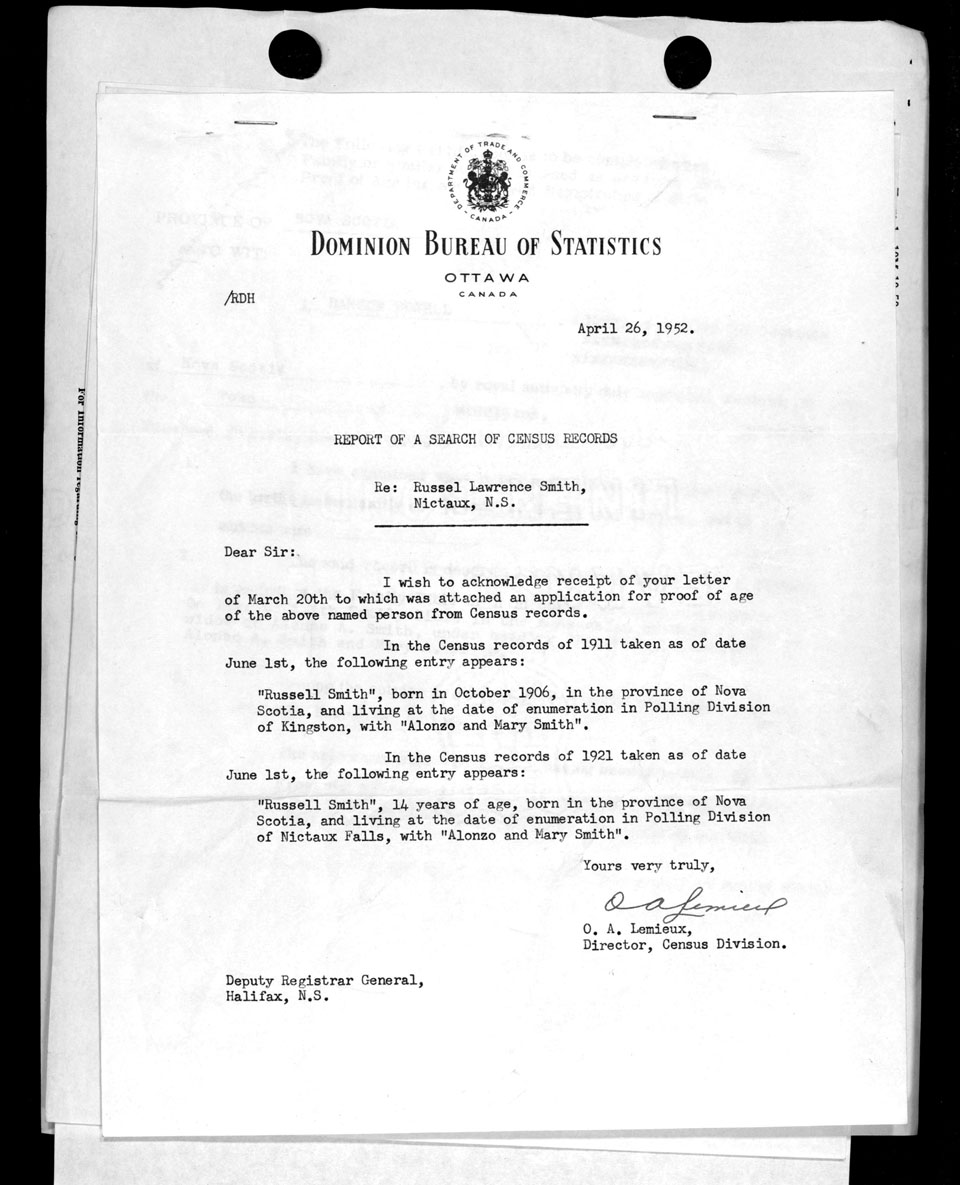 DEPARTMENT OF TRADE AND COMMERCE
- CANADA -
DOMINION BUREAU OF STATISTICS
OTTAWA
CANADA
/RDH
April 26, 1952.
REPORT OF A SEARCH OF CENSUS RECORDS
Re: Russel Lawrence Smith,
Nictaux, N.S.
Dear Sir:
I wish to acknowledge receipt of your letter
of March 20th to which was attached an application for proof of age
of the above named person from Census records.
In the Census records of 1911 taken as of date
June 1st, the following entry appears:
"Russell Smith", born in October 1906, in the province of Nova
Scotia, and living at the date of enumeration in Polling Division
of Kingston, with "Alonzo and Mary Smith".
In the Census records of 1921 taken as of date
June 1st, the following entry appears:
"Russell Smith", 14 years of age, born in the province of Nova
Scotia, and living at the date of enumeration in Polling Division
of Nictaux Falls, with "Alonzo and Mary Smith".
Yours very truly,
O A Lemieux
O. A. Lemieux,
Director, Census Division.
Deputy Registrar General,
Halifax, N.S.
For Information